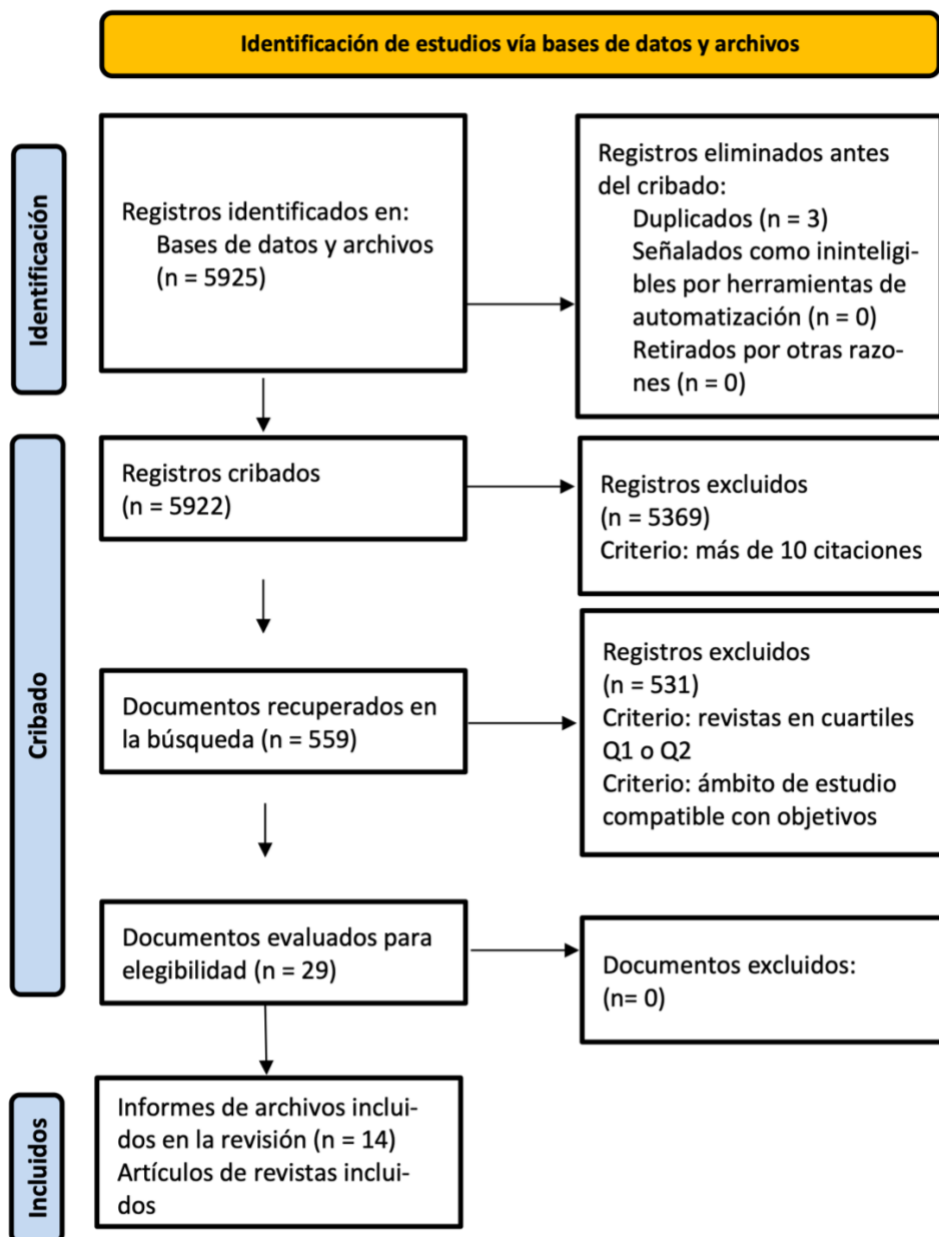 Identificación de estudios vía bases de datos y archivos
Identificación
Registros identificados en:
Bases de datos y archivos
(n = 5925)
Registros eliminados antes
del cribado:
Duplicados (n = 3)
Señalados como ininteligi-
bles por herramientas de
automatización (n = 0)
Retirados por otras razo-
nes (n = 0)
Cribado
Registros cribados
(n = 5922)
Registros excluidos
(n = 5369)
Criterio: más de 10 citaciones
Documentos recuperados en
la búsqueda (n = 559)
Registros excluidos
(n = 531)
Criterio: revistas en cuartiles
Q1 o Q2
Criterio: ámbito de estudio
compatible con objetivos
Documentos evaluados para
elegibilidad (n = 29)
Documentos excluidos:
(n= 0)
Incluidos
Informes de archivos inclui-
dos en la revisión (n = 14)
Artículos de revistas inclui-
dos